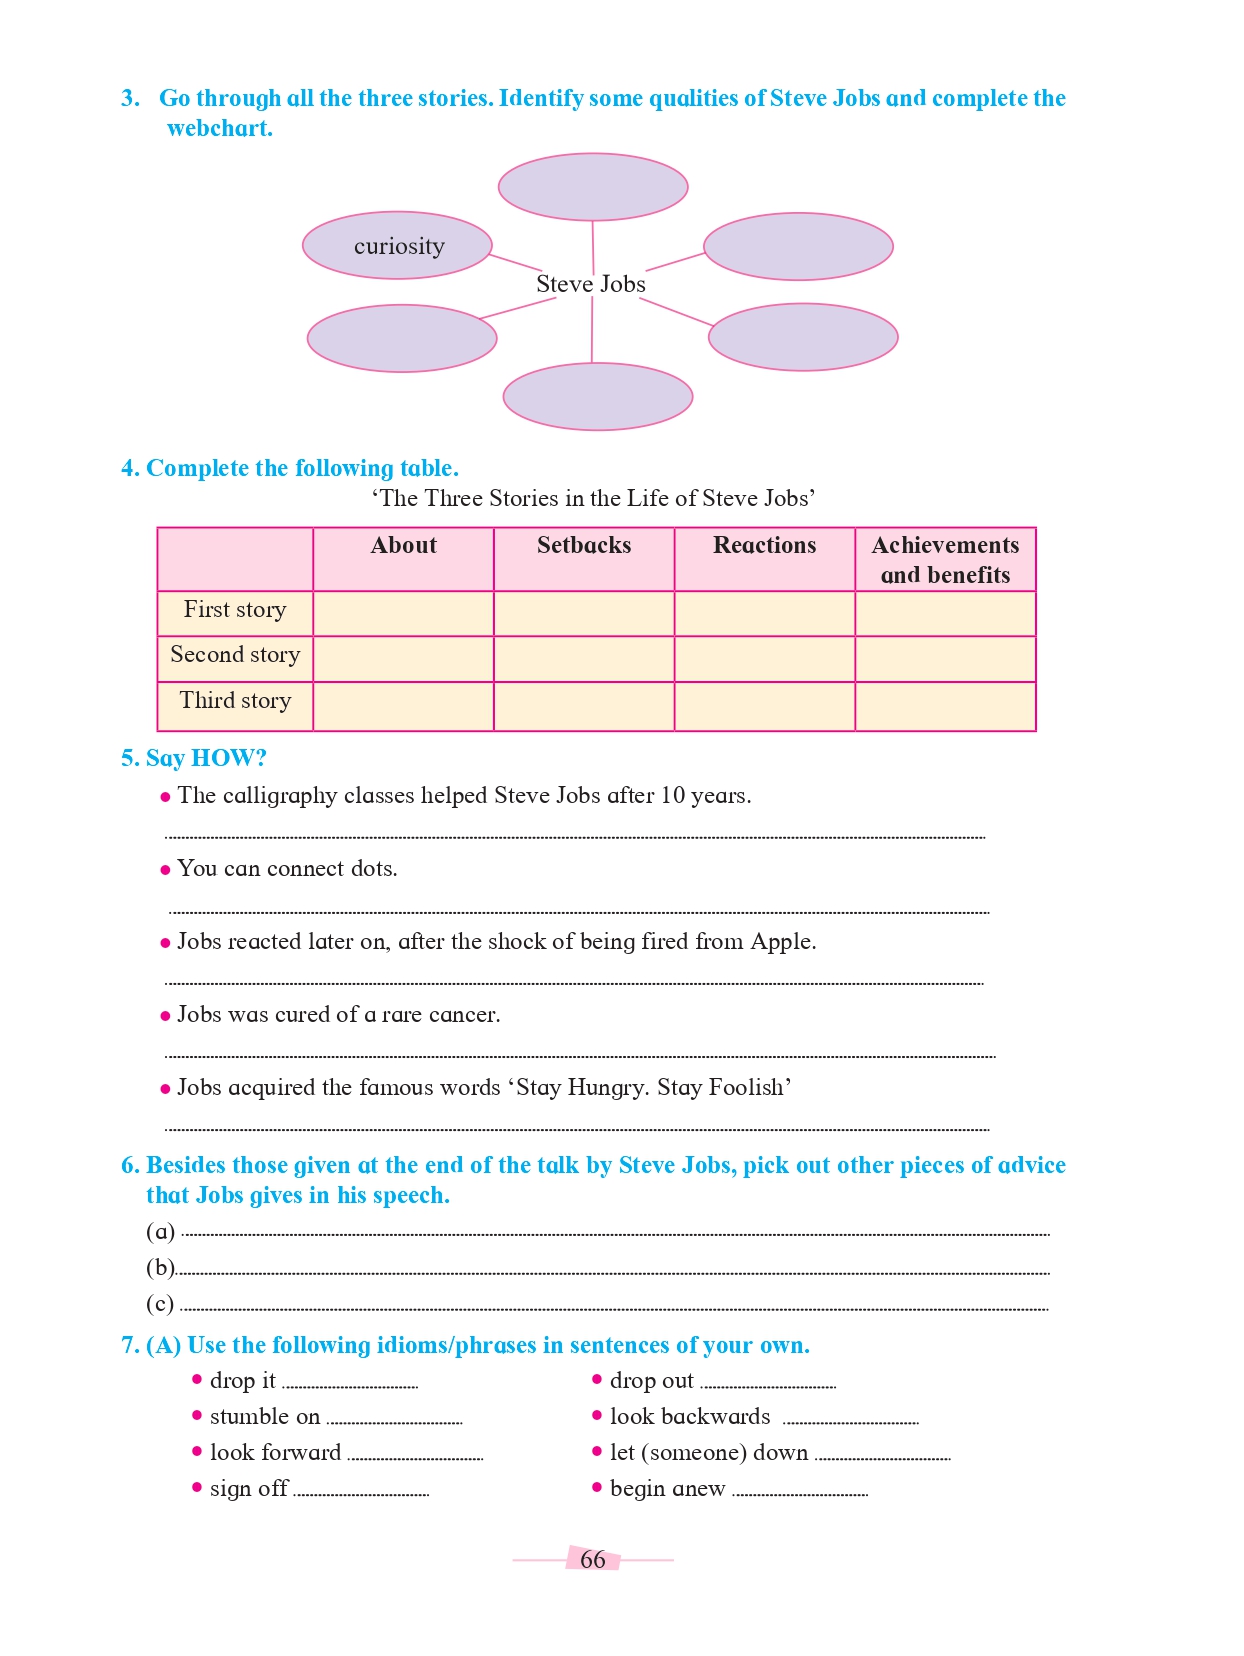 3. Go through all the three stories. Identify some qualities of Steve Jobs and complete the
webchart.
curiosity
Steve Jobs
4. Complete the following table.
‘The Three Stories in the Life of Steve Jobs’
About Setbacks Reactions Achievements
and benefits
First story
Second story
Third story
5. Say HOW?
● The calligraphy classes helped Steve Jobs after 10 years.
● You can connect dots.
● Jobs reacted later on, after the shock of being fired from Apple.
● Jobs was cured of a rare cancer.
● Jobs acquired the famous words ‘Stay Hungry. Stay Foolish’
6. Besides those given at the end of the talk by Steve Jobs, pick out other pieces of advice
that Jobs gives in his speech.
(a)
(b)
(c)
7. (A) Use the following idioms/phrases in sentences of your own.
● drop it ● drop out
● stumble on ● look backwards
● look forward ● let (someone) down
● sign off ● begin anew
66